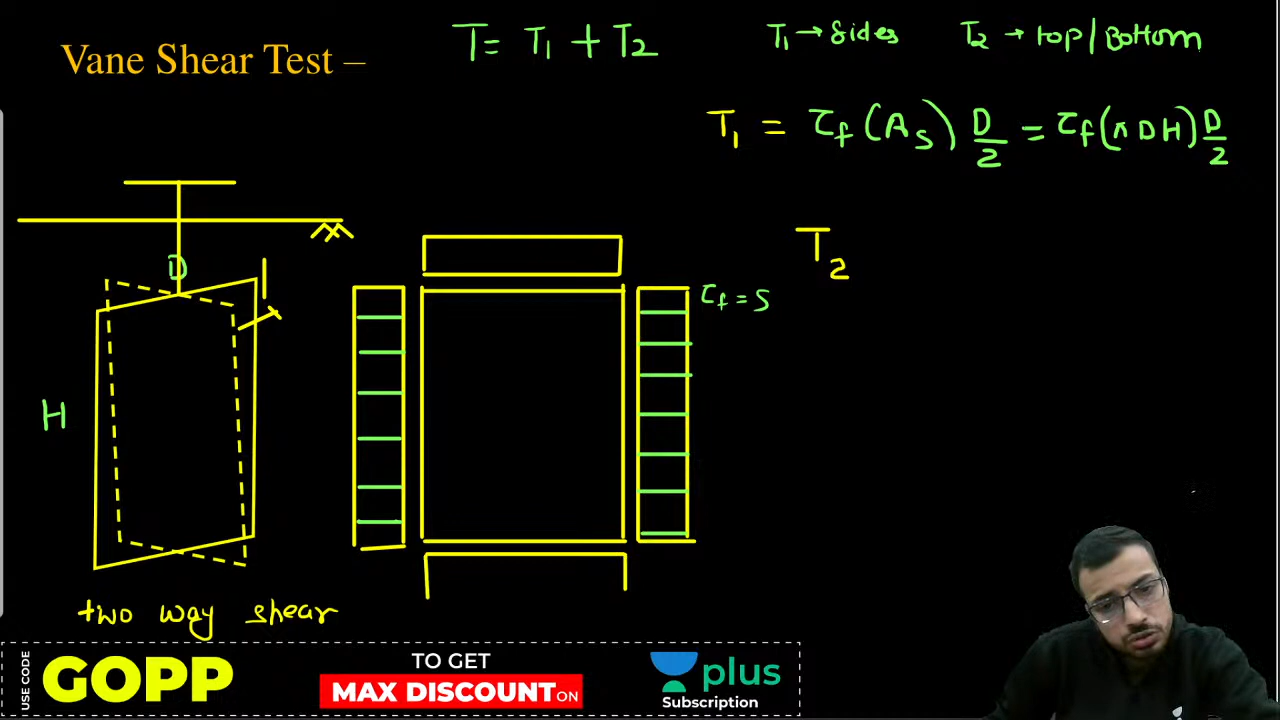 Vane Shear Test –
T = T₁ + T₂
T₁ → Sides
T₂ → top/Bottom
T₁ = τf (As) D/2 = τf (π D H) D/2
T₂
D
τf = S
H
two way shear
USE CODE
GOPP
TO GET
MAX DISCOUNT ON
plus
Subscription